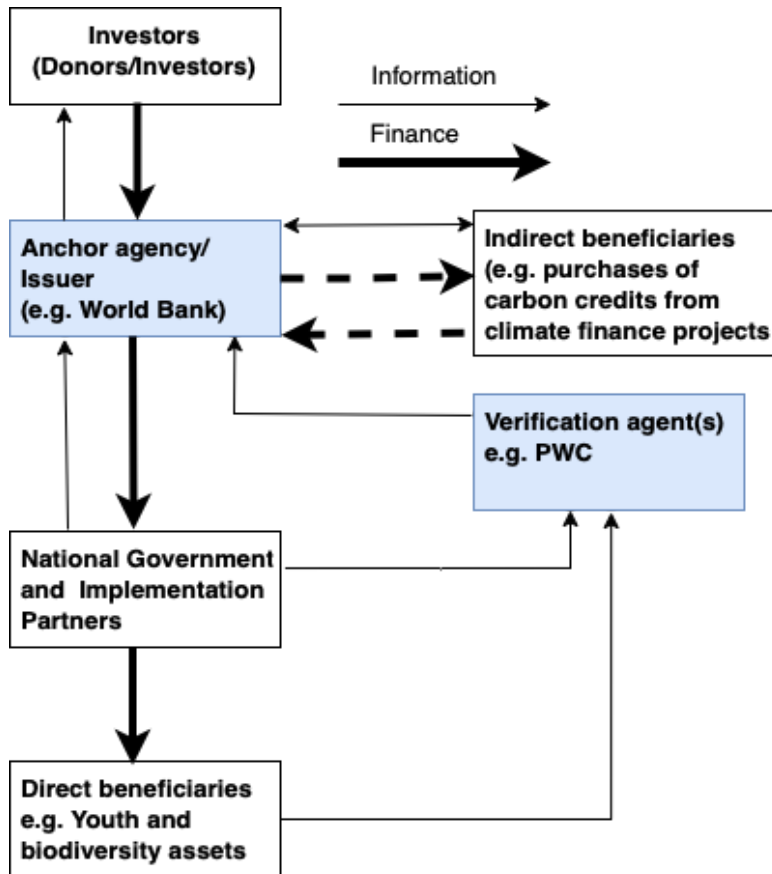 Investors
(Donors/Investors)
Information
Finance
Anchor agency/
Issuer
(e.g. World Bank)
Indirect beneficiaries
(e.g. purchases of
carbon credits from
climate finance projects
Verification agent(s)
e.g. PWC
National Government
and Implementation
Partners
Direct beneficiaries
e.g. Youth and
biodiversity assets